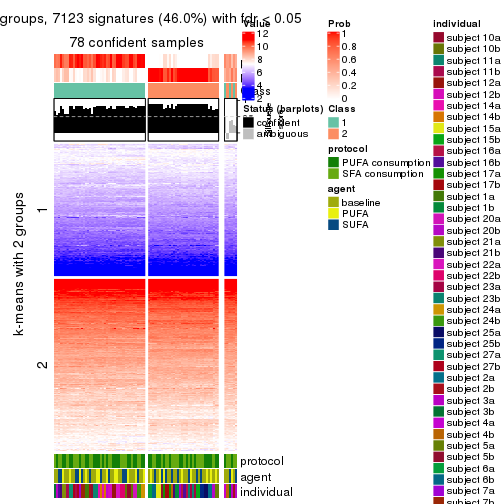 groups, 7123 signatures (46.0%) with fdr < 0.05
78 confident samples
k-means with 2 groups
1
2
protocol
agent
individual
Value
12
10
8
6
4
2
Status (barplots)
confident
ambiguous
Prob
1
0.8
0.6
0.4
0.2
0
Class
1
2
protocol
PUFA consumption
SFA consumption
agent
baseline
PUFA
SUFA
individual
subject 10a
subject 10b
subject 11a
subject 11b
subject 12a
subject 12b
subject 14a
subject 14b
subject 15a
subject 15b
subject 16a
subject 16b
subject 17a
subject 17b
subject 1a
subject 1b
subject 20a
subject 20b
subject 21a
subject 21b
subject 22a
subject 22b
subject 23a
subject 23b
subject 24a
subject 24b
subject 25a
subject 25b
subject 27a
subject 27b
subject 2a
subject 2b
subject 3a
subject 3b
subject 4a
subject 4b
subject 5a
subject 5b
subject 6a
subject 6b
subject 7a
subject 7b